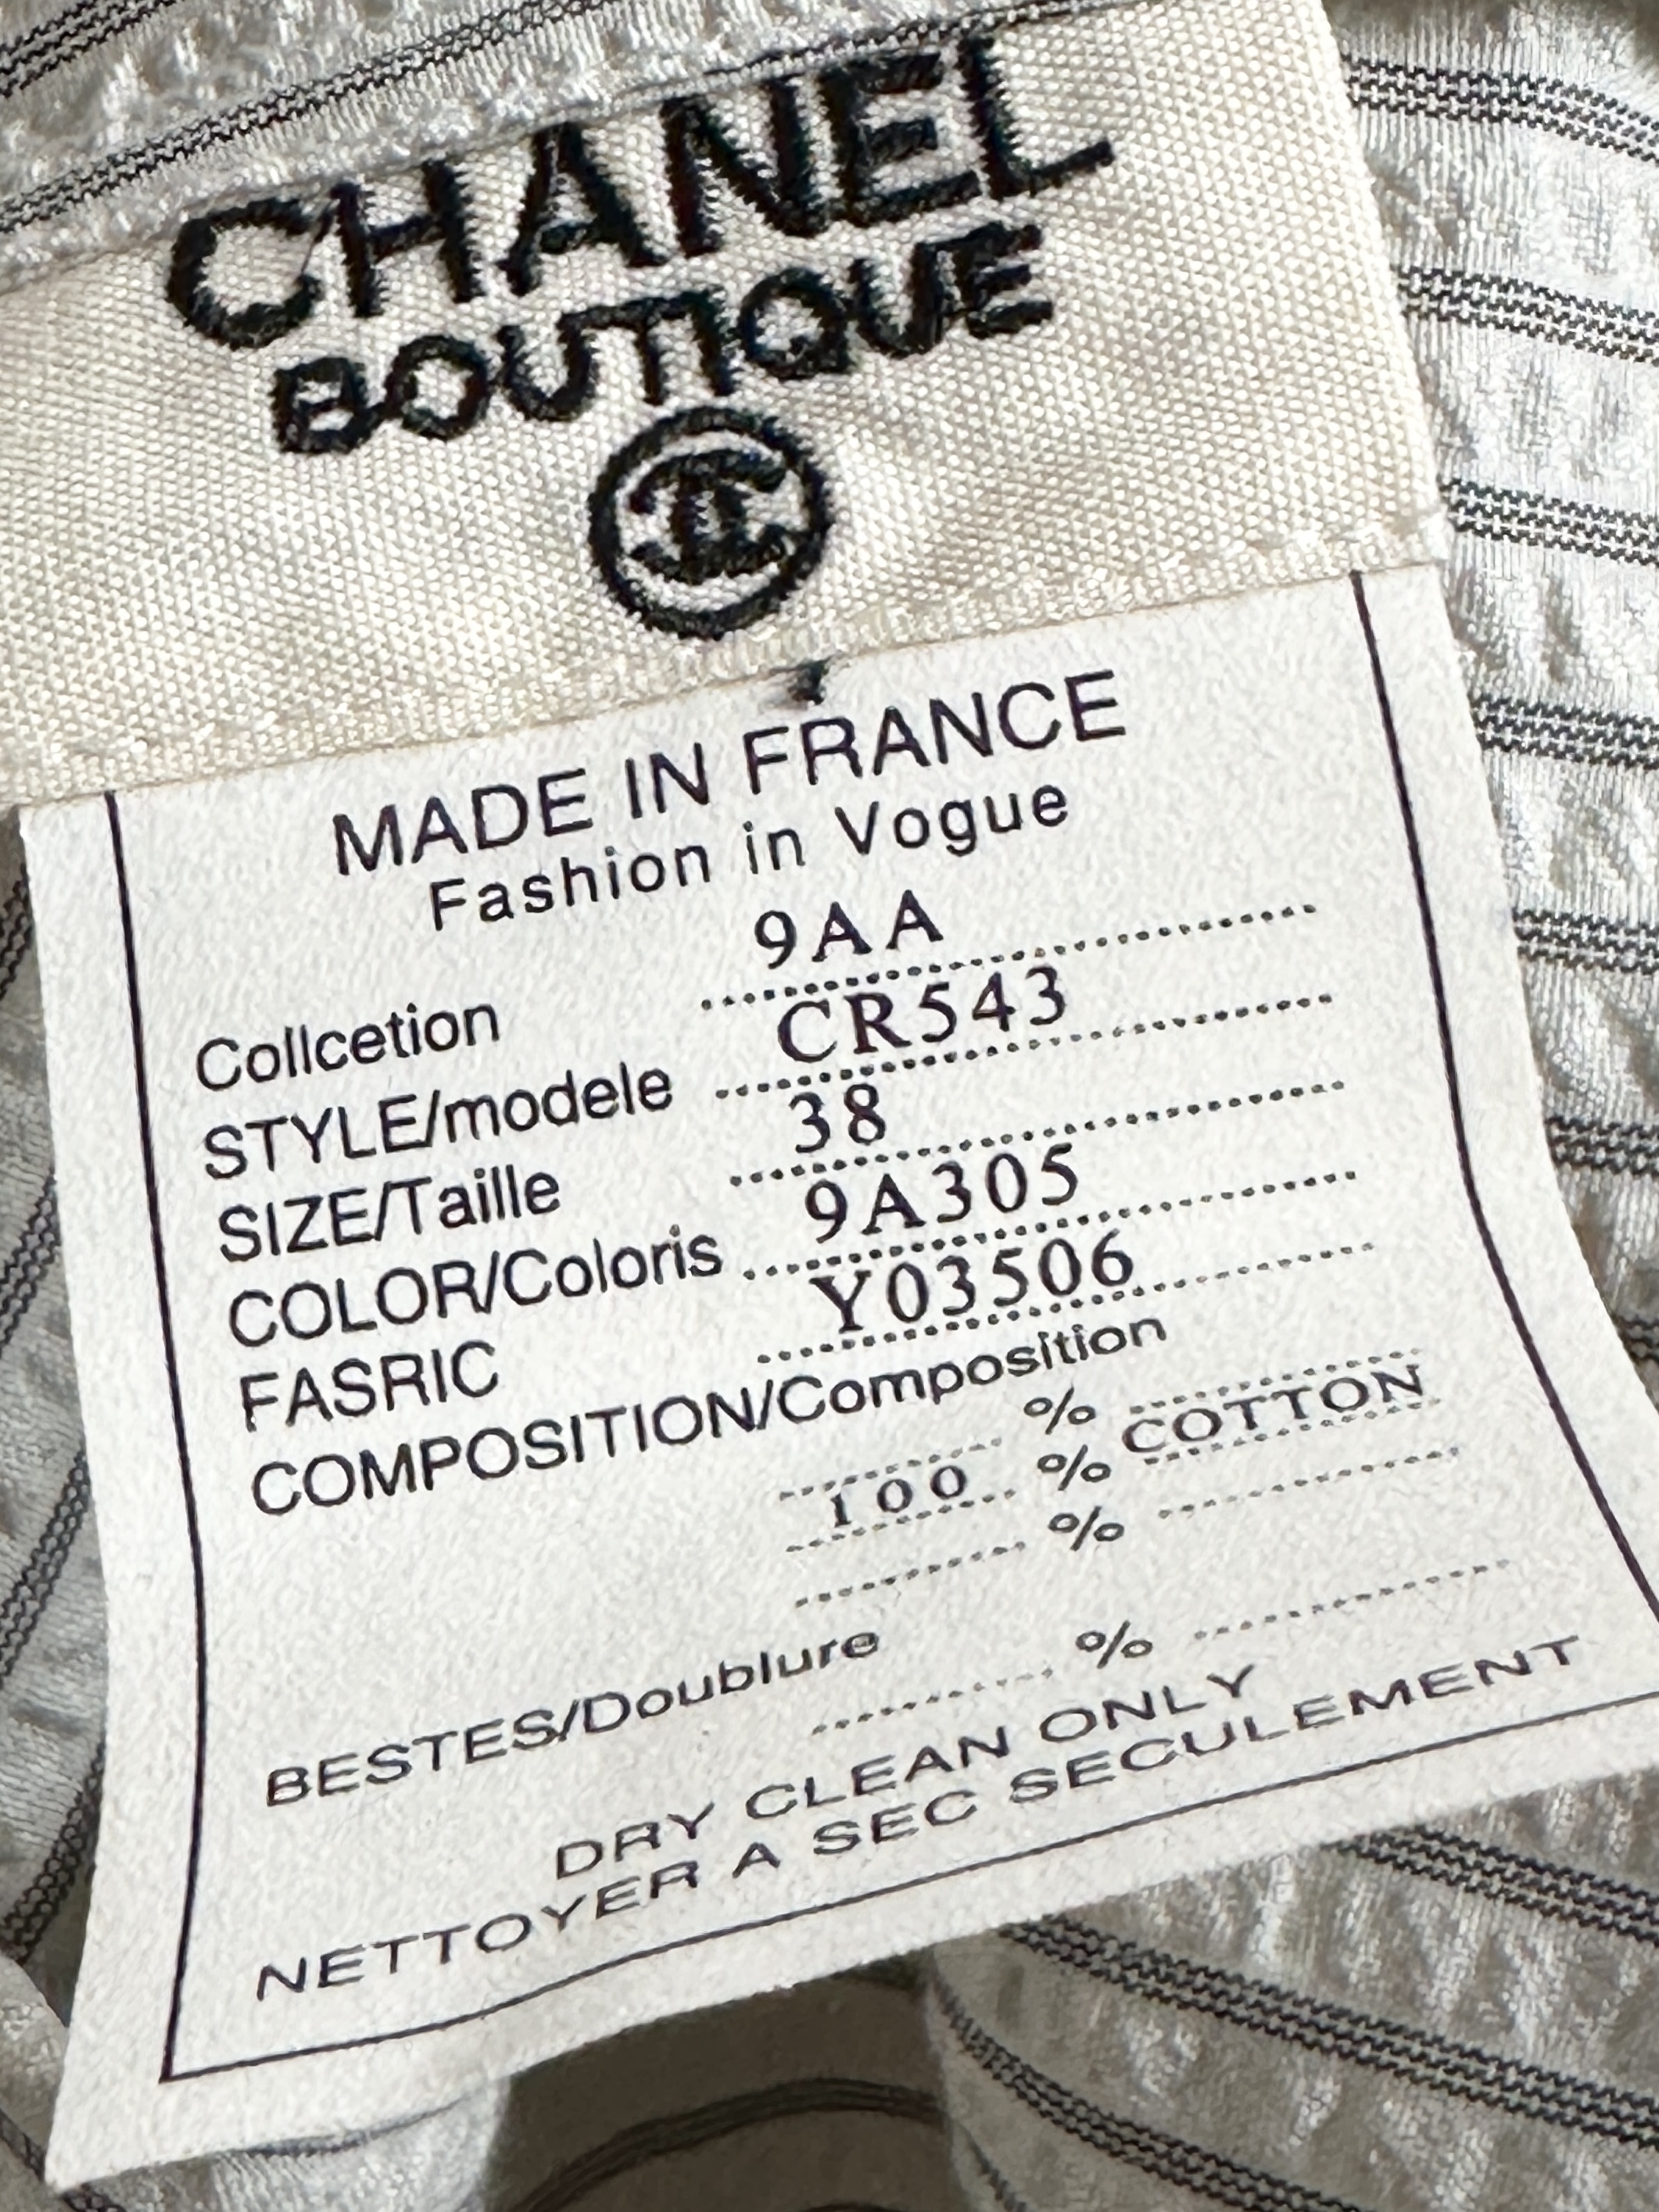 CHANEL
BOUTIQUE
MADE IN FRANCE
Fashion in Vogue
Collcetion 9AA
STYLE/modele CR543
SIZE/Taille 38
COLOR/Coloris 9A305
FASRIC Y03506
COMPOSITION/Composition
%
100 % COTTON
%
BESTES/Doublure
%
DRY CLEAN ONLY
NETTOYER A SEC SECULEMENT